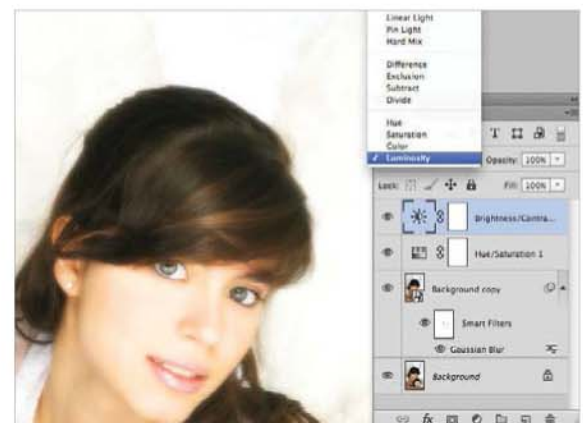 Linear Light
Pin Light
Hard Mix
Difference
Exclusion
Subtract
Divide
Hue
Saturation
Color
✓ Luminosity
T
Opacity: 100%
Lock:
Fill: 100%
Brightness/Contra...
Hue/Saturation 1
Background copy
Smart Filters
Gaussian Blur
Background
fx